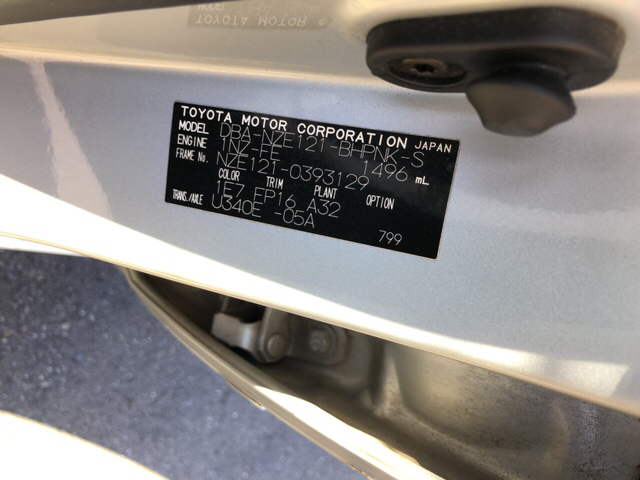 TOYOTA MOTOR CORPORATION JAPAN
MODEL DBA-NZE121-BHPNK-S
ENGINE 1NZ-FE 1496 mL
FRAME No. NZE121-0393129
COLOR TRIM PLANT OPTION
1E7 FP16 A32
TRANS./AXLE U340E -05A
799